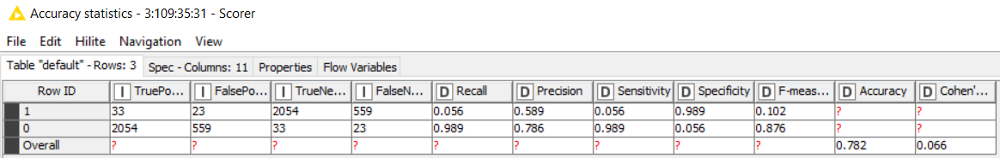 Accuracy statistics - 3:109:35:31 - Scorer
File Edit Hilite Navigation View
Table "default" - Rows: 3 Spec - Columns: 11 Properties Flow Variables
Row ID I TruePo... I FalsePo... I TrueNe... I FalseN... D Recall D Precision D Sensitivity D Specificity D F-meas... D Accuracy D Cohen'...
1 33 23 2054 559 0.056 0.589 0.056 0.989 0.102 ? ?
0 2054 559 33 23 0.989 0.786 0.989 0.056 0.876 ? ?
Overall ? ? ? ? ? ? ? ? ? 0.782 0.066